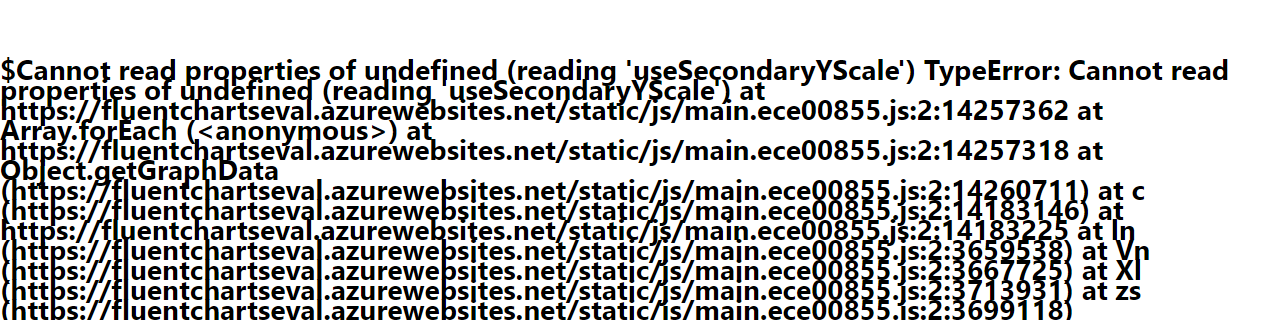 $Cannot read properties of undefined (reading 'useSecondaryYScale') TypeError: Cannot read
properties of undefined (reading 'useSecondaryYScale') at
https://fluentchartseval.azurewebsites.net/static/js/main.ece00855.js:2:14257362 at
Array.forEach (<anonymous>) at
https://fluentchartseval.azurewebsites.net/static/js/main.ece00855.js:2:14257318 at
Object.getGraphData
(https://fluentchartseval.azurewebsites.net/static/js/main.ece00855.js:2:14260711) at c
(https://fluentchartseval.azurewebsites.net/static/js/main.ece00855.js:2:14183146) at
https://fluentchartseval.azurewebsites.net/static/js/main.ece00855.js:2:14183225 at ln
(https://fluentchartseval.azurewebsites.net/static/js/main.ece00855.js:2:3659538) at Vn
(https://fluentchartseval.azurewebsites.net/static/js/main.ece00855.js:2:3667725) at Xl
(https://fluentchartseval.azurewebsites.net/static/js/main.ece00855.js:2:3713931) at zs
(https://fluentchartseval.azurewebsites.net/static/js/main.ece00855.js:2:3699118)